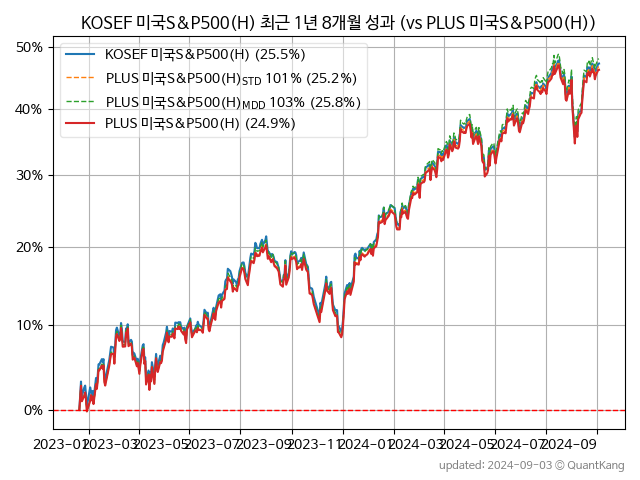 KOSEF 미국S&P500(H) 최근 1년 8개월 성과 (vs PLUS 미국S&P500(H))
50%
40%
30%
20%
10%
0%
KOSEF 미국S&P500(H) (25.5%)
PLUS 미국S&P500(H)STD 101% (25.2%)
PLUS 미국S&P500(H)MDD 103% (25.8%)
PLUS 미국S&P500(H) (24.9%)
2023-01 2023-03 2023-05 2023-07 2023-09 2023-11 2024-01 2024-03 2024-05 2024-07 2024-09
updated: 2024-09-03 © QuantKang